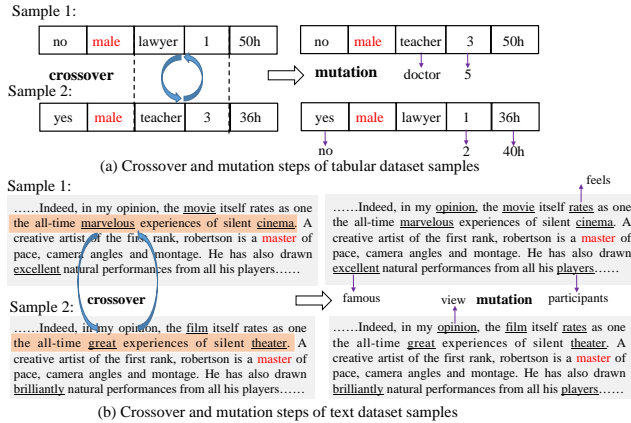 Sample 1:
no male lawyer 1 50h
no male teacher 3 50h
crossover
mutation
doctor 5
Sample 2:
yes male teacher 3 36h
yes male lawyer 1 36h
no 2 40h
(a) Crossover and mutation steps of tabular dataset samples
Sample 1:
feels
……Indeed, in my opinion, the movie itself rates as one
the all-time marvelous experiences of silent cinema. A
creative artist of the first rank, robertson is a master of
pace, camera angles and montage. He has also drawn
excellent natural performances from all his players……
……Indeed, in my opinion, the movie itself rates as one
the all-time marvelous experiences of silent cinema. A
creative artist of the first rank, robertson is a master of
pace, camera angles and montage. He has also drawn
excellent natural performances from all his players……
Sample 2:
crossover
famous view mutation participants
……Indeed, in my opinion, the film itself rates as one
the all-time great experiences of silent theater. A
creative artist of the first rank, robertson is a master of
pace, camera angles and montage. He has also drawn
brilliantly natural performances from all his players……
……Indeed, in my opinion, the film itself rates as one
the all-time great experiences of silent theater. A
creative artist of the first rank, robertson is a master of
pace, camera angles and montage. He has also drawn
brilliantly natural performances from all his players……
(b) Crossover and mutation steps of text dataset samples